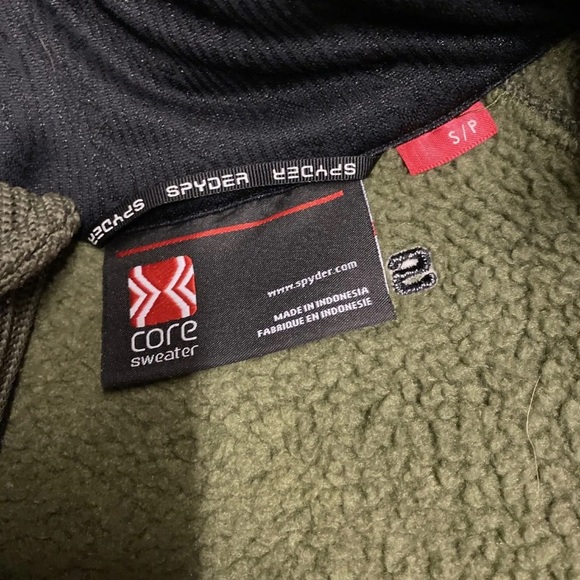 S/P
SPYDER SPYDER SPYDER
www.spyder.com
MADE IN INDONESIA
FABRIQUE EN INDONESIE
core
sweater